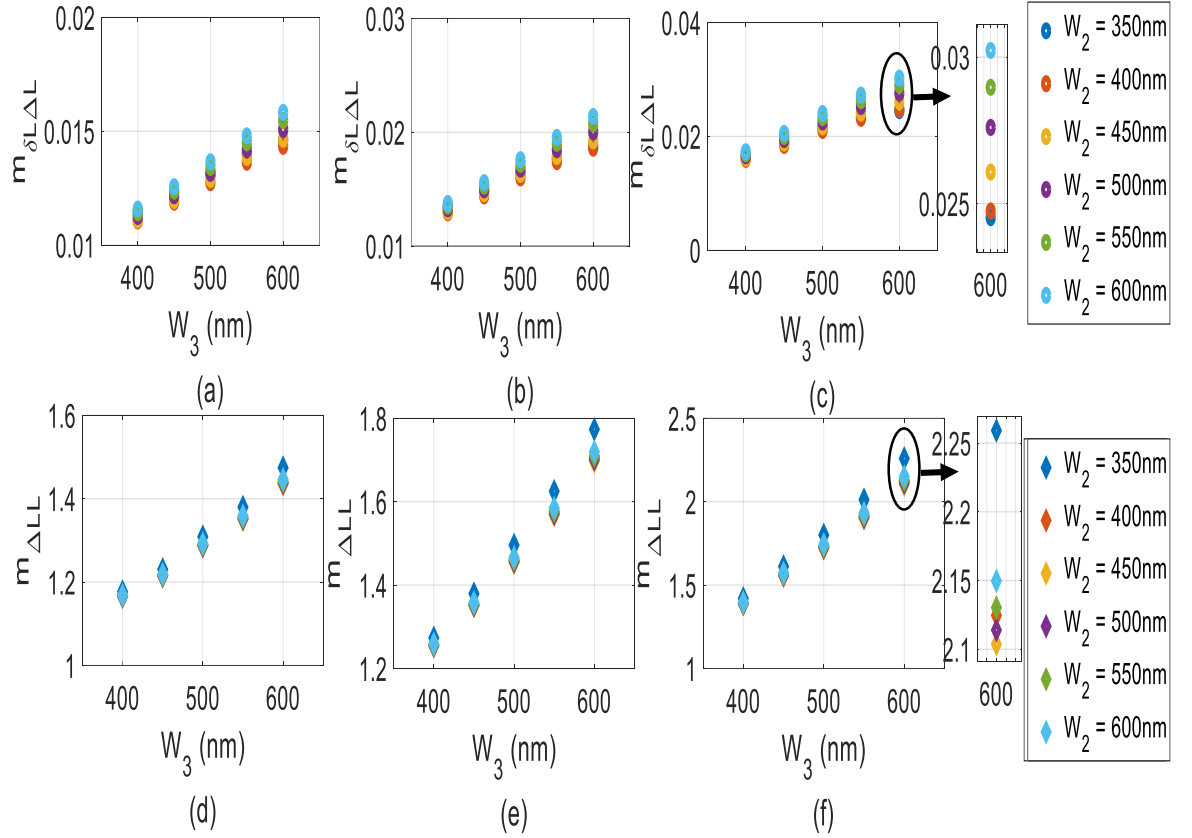 0.02
0.015
0.01
m δLΔL
400 500 600
W3 (nm)
(a)
0.03
0.02
0.01
m δLΔL
400 500 600
W3 (nm)
(b)
0.04
0.02
0
m δLΔL
400 500 600
W3 (nm)
(c)
0.03
0.025
600
W2 = 350nm
W2 = 400nm
W2 = 450nm
W2 = 500nm
W2 = 550nm
W2 = 600nm
1.6
1.4
1.2
1
m ΔLL
400 500 600
W3 (nm)
(d)
1.8
1.6
1.4
1.2
m ΔLL
400 500 600
W3 (nm)
(e)
2.5
2
1.5
1
m ΔLL
400 500 600
W3 (nm)
(f)
2.25
2.2
2.15
2.1
600
W2 = 350nm
W2 = 400nm
W2 = 450nm
W2 = 500nm
W2 = 550nm
W2 = 600nm